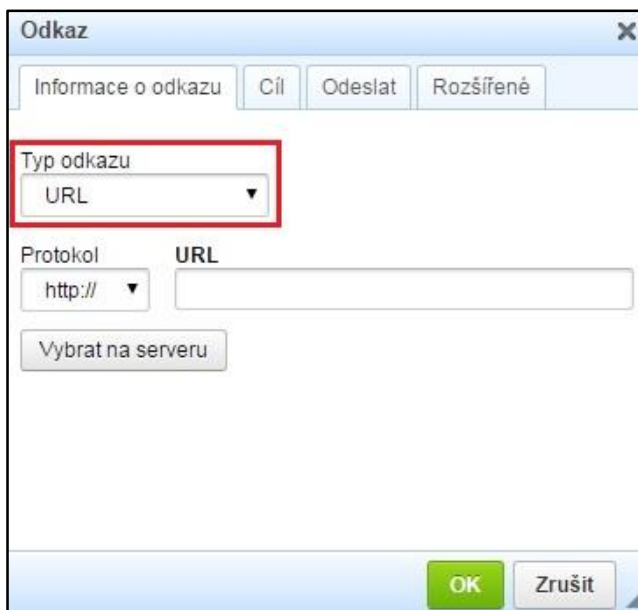 Odkaz
Informace o odkazu Cíl Odeslat Rozšířené
Typ odkazu
URL
Protokol URL
http://
Vybrat na serveru
OK Zrušit